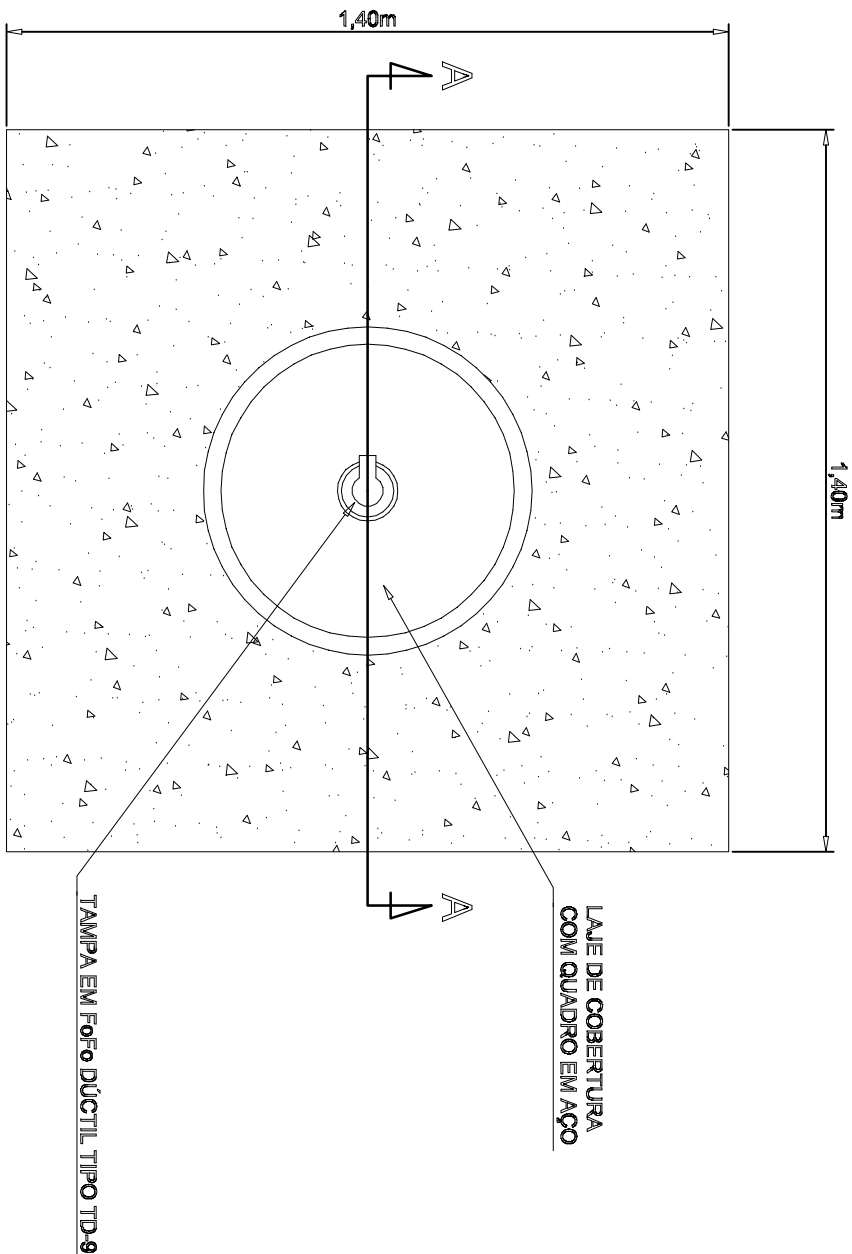 1,40m
A
1,40m
A
LAJE DE COBERTURA
COM QUADRO EM AÇO
TAMPA EM FoFo DÚCTIL TIPO TD-9